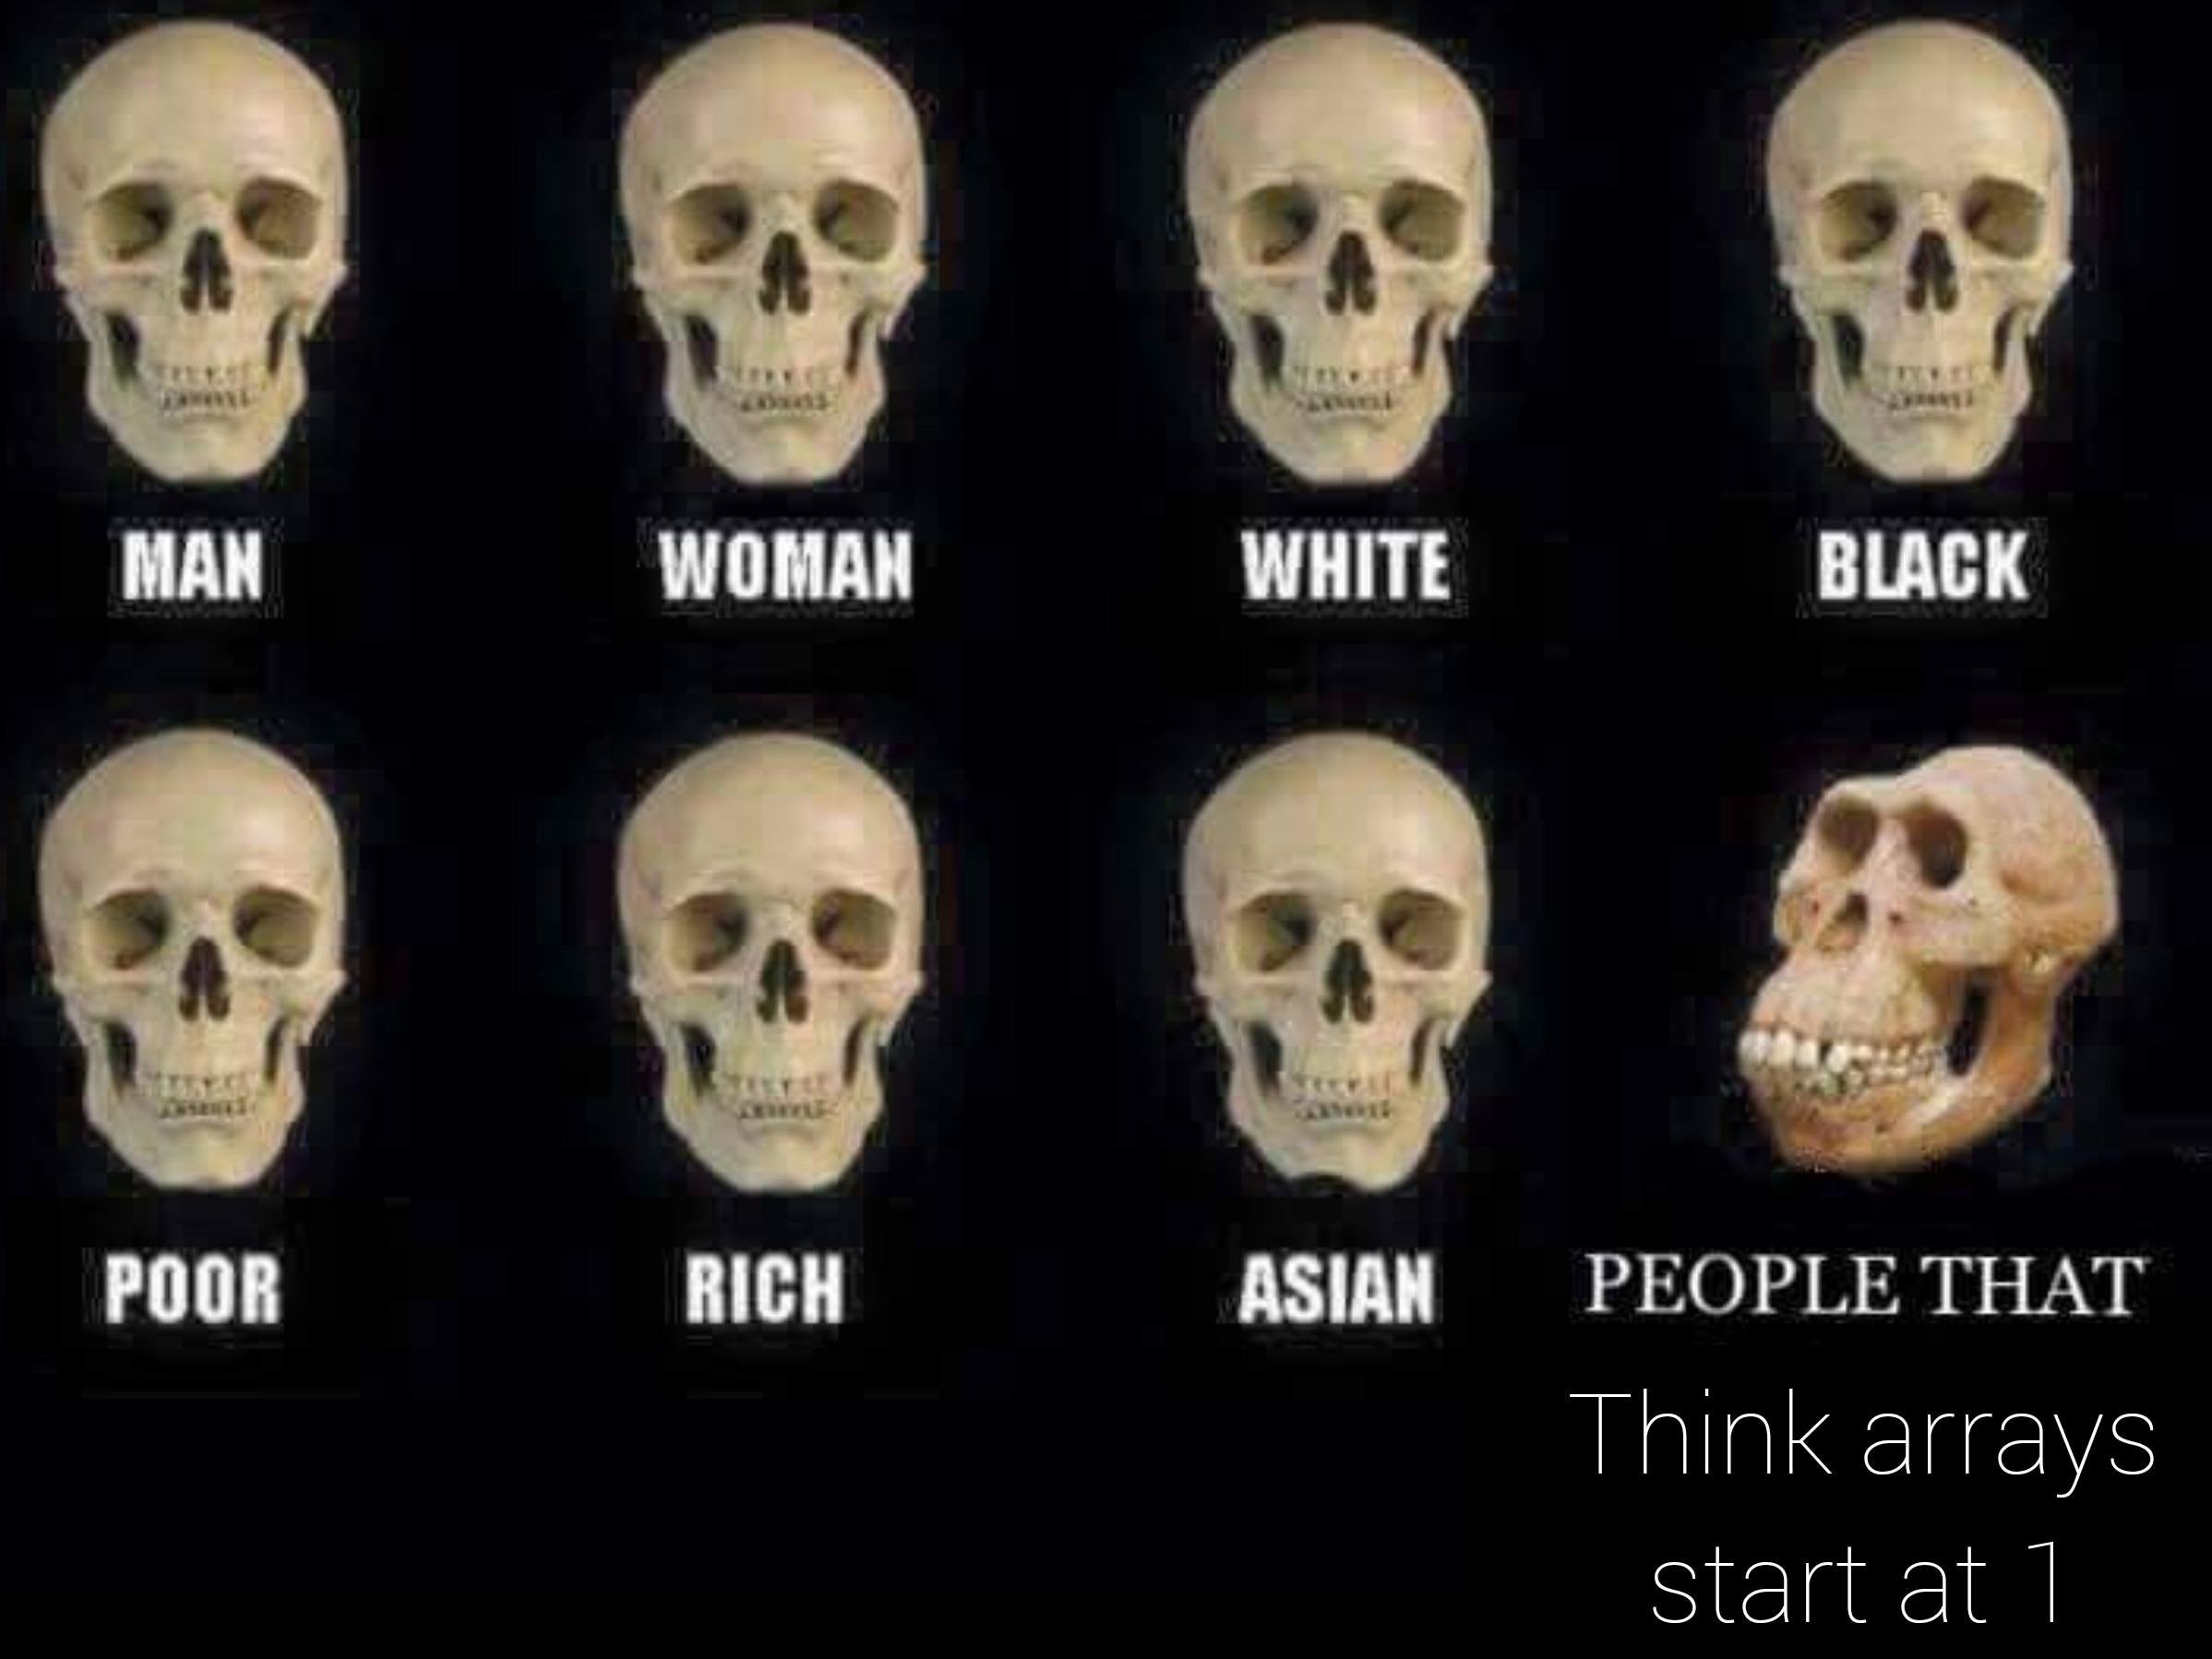 MAN
WOMAN
WHITE
BLACK
POOR
RICH
ASIAN
PEOPLE THAT
Think arrays
start at 1